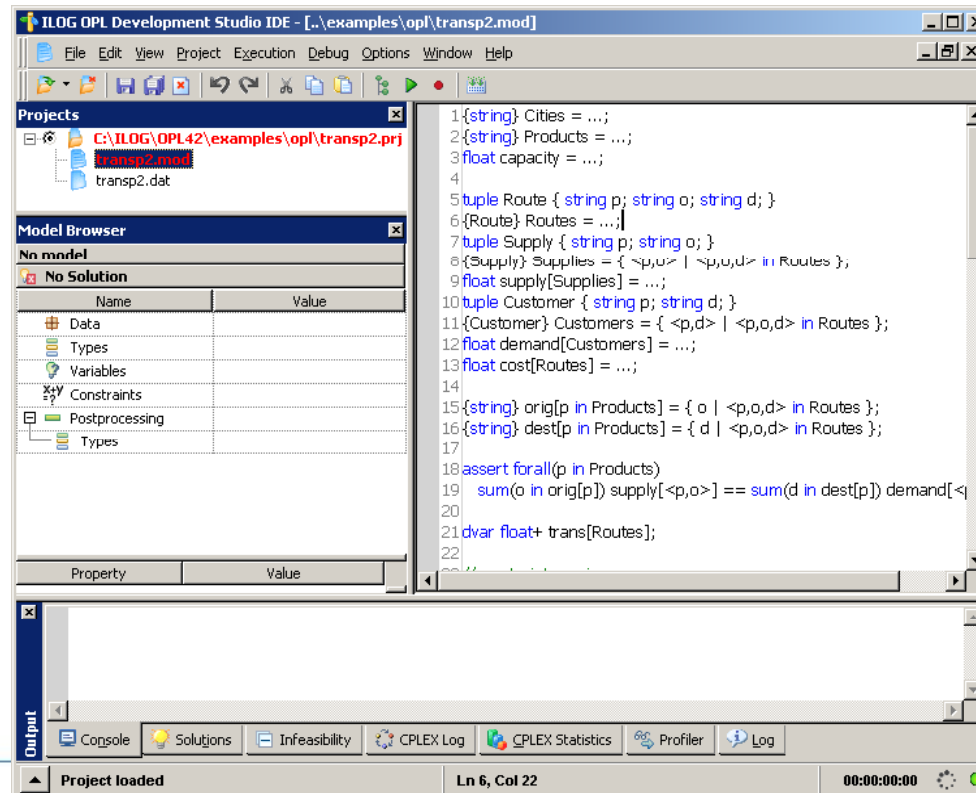 ILOG OPL Development Studio IDE - [..\examples\opl\transp2.mod]
File Edit View Project Execution Debug Options Window Help
Projects
C:\ILOG\OPL42\examples\opl\transp2.prj
transp2.mod
transp2.dat
Model Browser
No model
No Solution
Name Value
Data
Types
Variables
X+Y =? Constraints
Postprocessing
Types
Property Value
1 {string} Cities = ...;
2 {string} Products = ...;
3 float capacity = ...;
4
5 tuple Route { string p; string o; string d; }
6 {Route} Routes = ...;
7 tuple Supply { string p; string o; }
8 {Supply} Supplies = { <p,o> | <p,o,d> in Routes };
9 float supply[Supplies] = ...;
10 tuple Customer { string p; string d; }
11 {Customer} Customers = { <p,d> | <p,o,d> in Routes };
12 float demand[Customers] = ...;
13 float cost[Routes] = ...;
14
15 {string} orig[p in Products] = { o | <p,o,d> in Routes };
16 {string} dest[p in Products] = { d | <p,o,d> in Routes };
17
18 assert forall(p in Products)
19 sum(o in orig[p]) supply[<p,o>] == sum(d in dest[p]) demand[<p
20
21 dvar float+ trans[Routes];
22
Output
Console Solutions Infeasibility CPLEX Log CPLEX Statistics Profiler Log
Project loaded Ln 6, Col 22 00:00:00:00